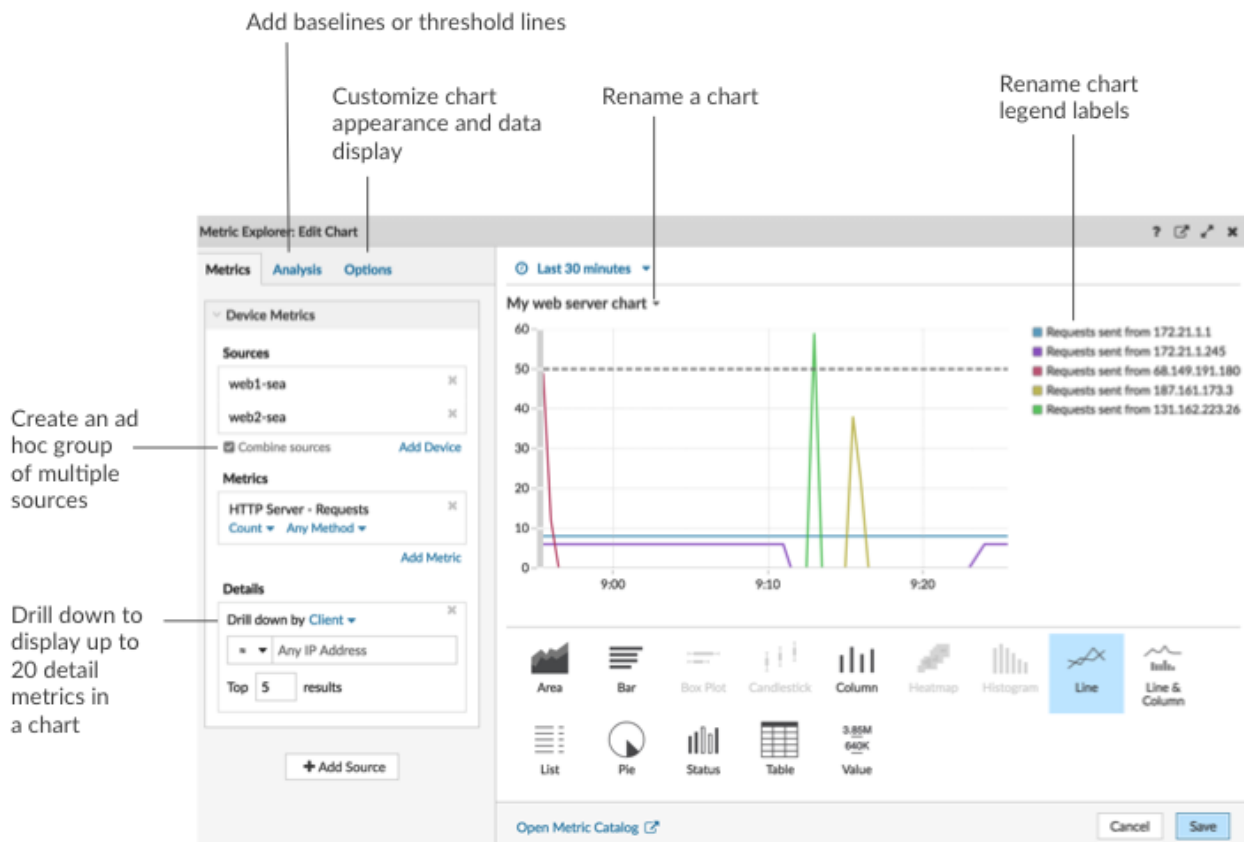 Add baselines or threshold lines
Customize chart
appearance and data
display
Rename a chart
Rename chart
legend labels
Metric Explorer: Edit Chart
?
Metrics
Analysis
Options
Last 30 minutes
Device Metrics
Sources
web1-sea
web2-sea
Combine sources
Add Device
Metrics
HTTP Server - Requests
Count
Any Method
Add Metric
Details
Drill down by Client
≈
Any IP Address
Top 5 results
+ Add Source
Create an ad
hoc group
of multiple
sources
Drill down to
display up to
20 detail
metrics in
a chart
My web server chart
60
50
40
30
20
10
0
9:00
9:10
9:20
Requests sent from 172.21.1.1
Requests sent from 172.21.1.245
Requests sent from 68.149.191.180
Requests sent from 187.161.173.3
Requests sent from 131.162.223.26
Area
Bar
Box Plot
Candlestick
Column
Heatmap
Histogram
Line
Line &
Column
3.85M
640K
List
Pie
Status
Table
Value
Open Metric Catalog
Cancel
Save